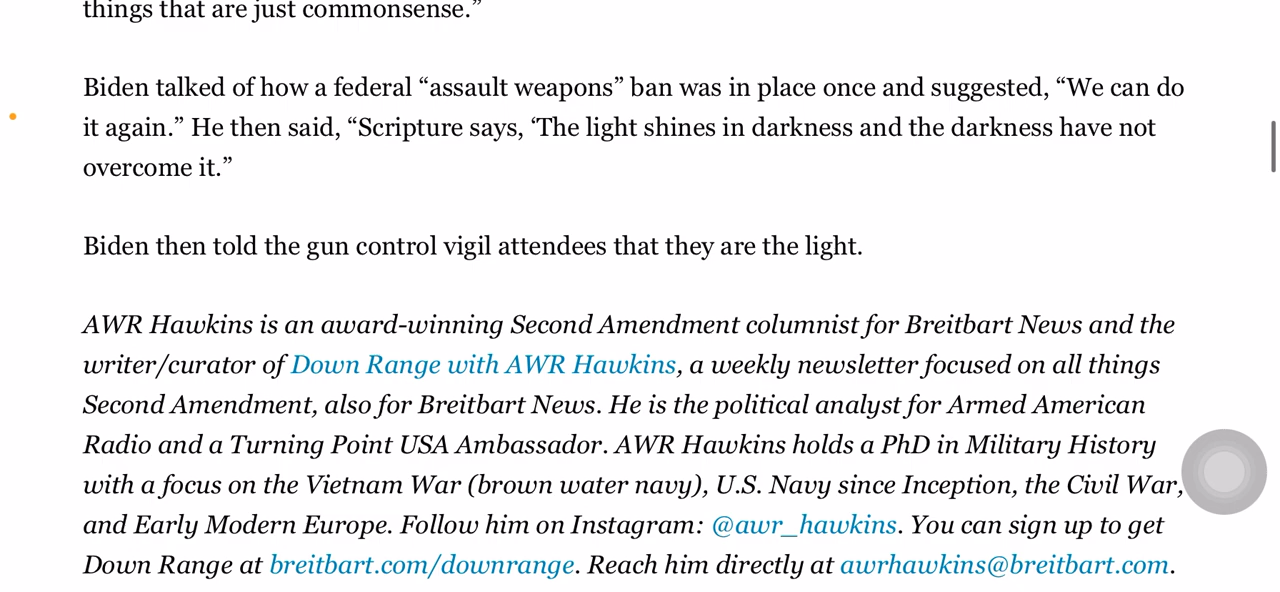 things that are just commonsense.”
Biden talked of how a federal “assault weapons” ban was in place once and suggested, “We can do
it again.” He then said, “Scripture says, ‘The light shines in darkness and the darkness have not
overcome it.”
Biden then told the gun control vigil attendees that they are the light.
AWR Hawkins is an award-winning Second Amendment columnist for Breitbart News and the
writer/curator of Down Range with AWR Hawkins, a weekly newsletter focused on all things
Second Amendment, also for Breitbart News. He is the political analyst for Armed American
Radio and a Turning Point USA Ambassador. AWR Hawkins holds a PhD in Military History
with a focus on the Vietnam War (brown water navy), U.S. Navy since Inception, the Civil War,
and Early Modern Europe. Follow him on Instagram: @awr_hawkins. You can sign up to get
Down Range at breitbart.com/downrange. Reach him directly at awrhawkins@breitbart.com.